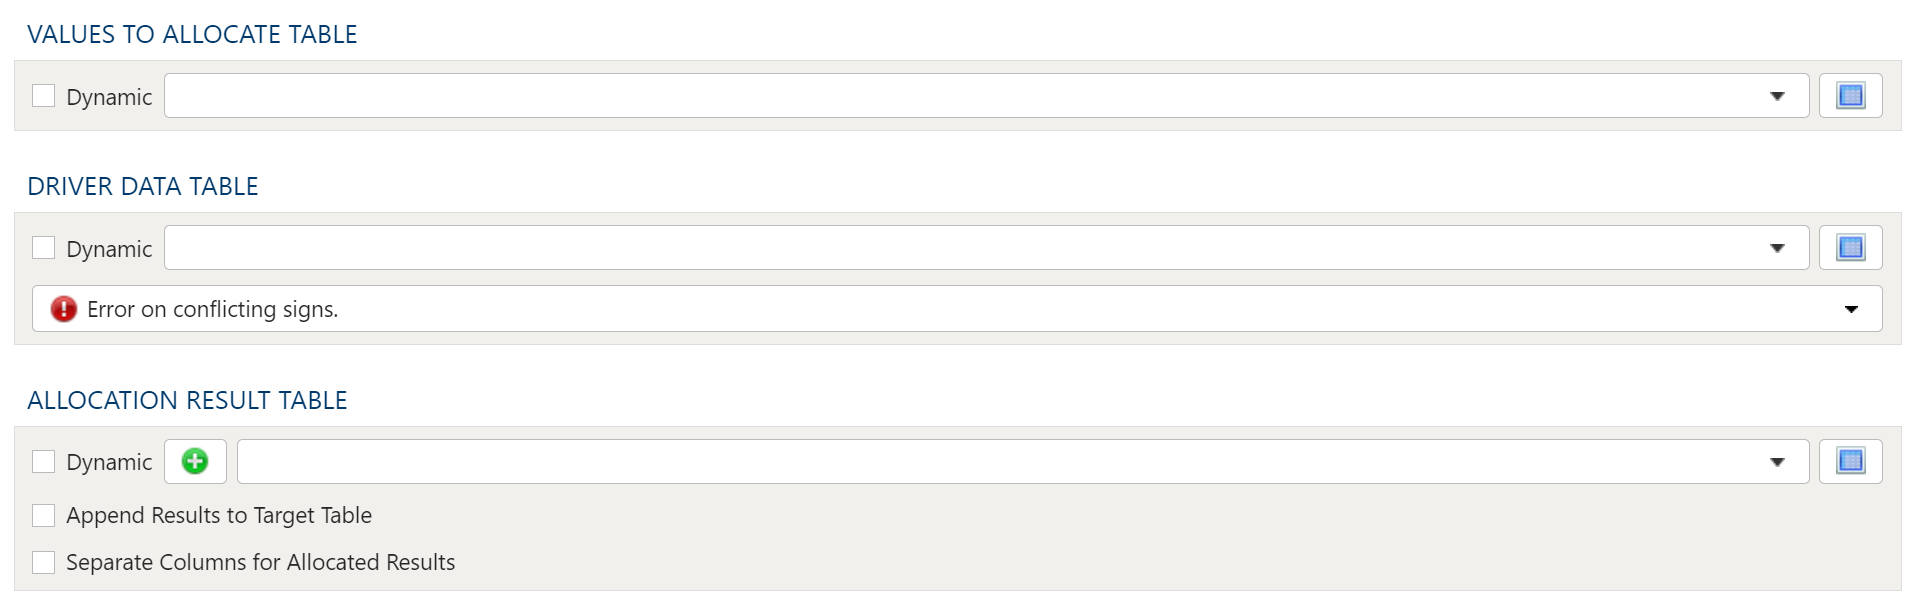 VALUES TO ALLOCATE TABLE
Dynamic
DRIVER DATA TABLE
Dynamic
Error on conflicting signs.
ALLOCATION RESULT TABLE
Dynamic
Append Results to Target Table
Separate Columns for Allocated Results